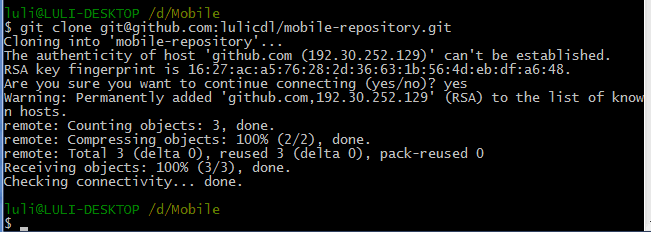 luli@LULI-DESKTOP /d/Mobile
$ git clone git@github.com:lulicdl/mobile-repository.git
Cloning into 'mobile-repository'...
The authenticity of host 'github.com (192.30.252.129)' can't be established.
RSA key fingerprint is 16:27:ac:a5:76:28:2d:36:63:1b:56:4d:eb:df:a6:48.
Are you sure you want to continue connecting (yes/no)? yes
Warning: Permanently added 'github.com,192.30.252.129' (RSA) to the list of know
n hosts.
remote: Counting objects: 3, done.
remote: Compressing objects: 100% (2/2), done.
remote: Total 3 (delta 0), reused 3 (delta 0), pack-reused 0
Receiving objects: 100% (3/3), done.
Checking connectivity... done.
luli@LULI-DESKTOP /d/Mobile
$